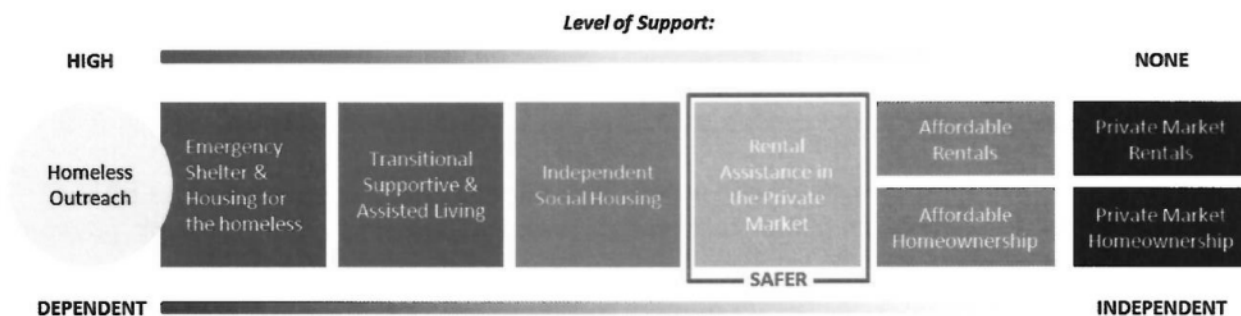 Level of Support:
HIGH
NONE
Homeless
Outreach
Emergency
Shelter &
Housing for
the homeless
Transitional
Supportive &
Assisted Living
Independent
Social Housing
Rental
Assistance in
the Private
Market
SAFER
Affordable
Rentals
Affordable
Homeownership
Private Market
Rentals
Private Market
Homeownership
DEPENDENT
INDEPENDENT